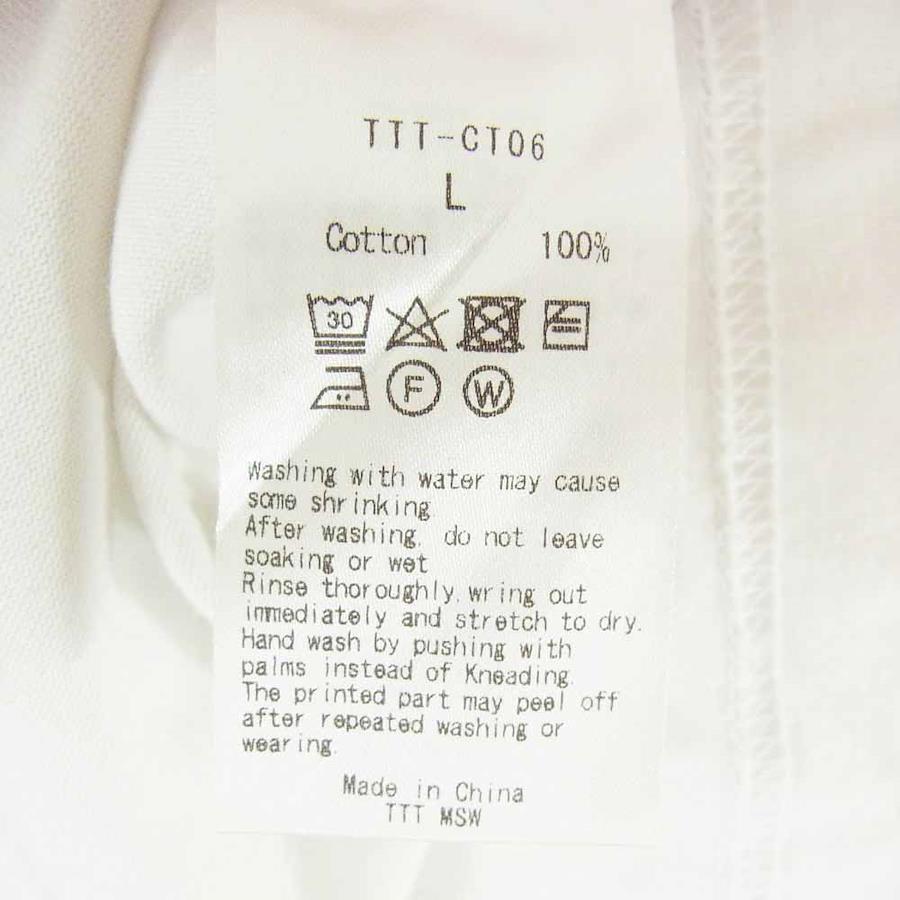 TTT-CT06
L
Cotton 100%
30
F W
Washing with water may cause
some shrinking
After washing, do not leave
soaking or wet
Rinse thoroughly.wring out
immediately and stretch to dry.
Hand wash by pushing with
palms instead of Kneading.
The printed part may peel off
after repeated washing or
wearing.
Made in China
TTT MSW